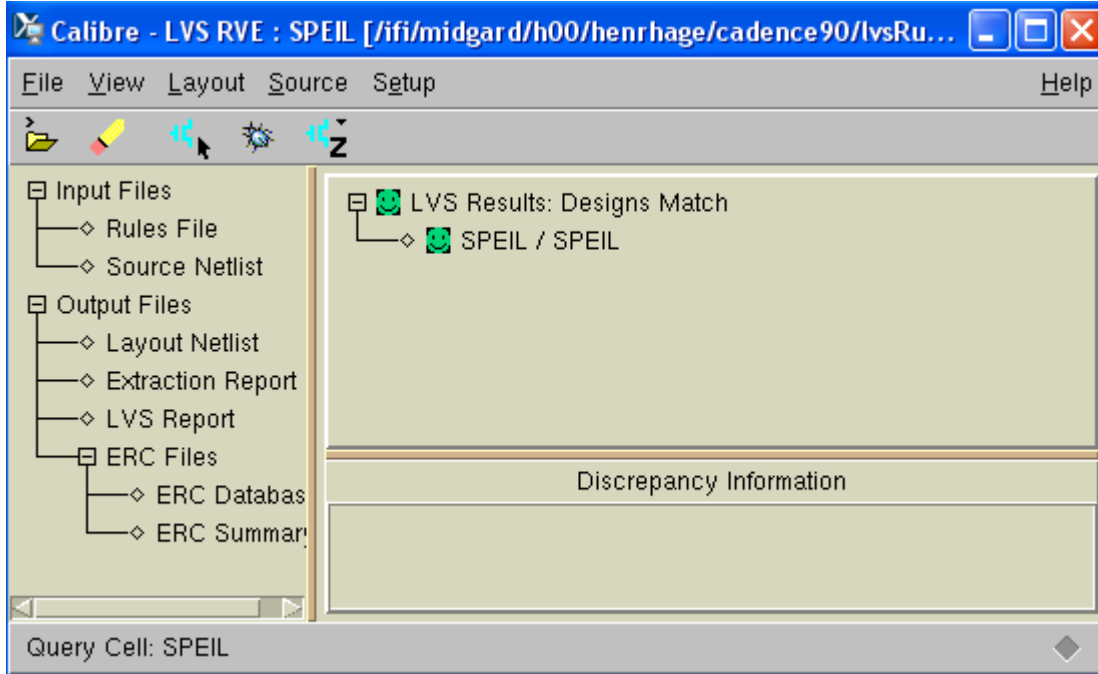 Calibre - LVS RVE : SPEIL [/ifi/midgard/h00/henrhage/cadence90/lvsRu...
File View Layout Source Setup Help
Input Files
Rules File
Source Netlist
Output Files
Layout Netlist
Extraction Report
LVS Report
ERC Files
ERC Databas
ERC Summar
LVS Results: Designs Match
SPEIL / SPEIL
Discrepancy Information
Query Cell: SPEIL